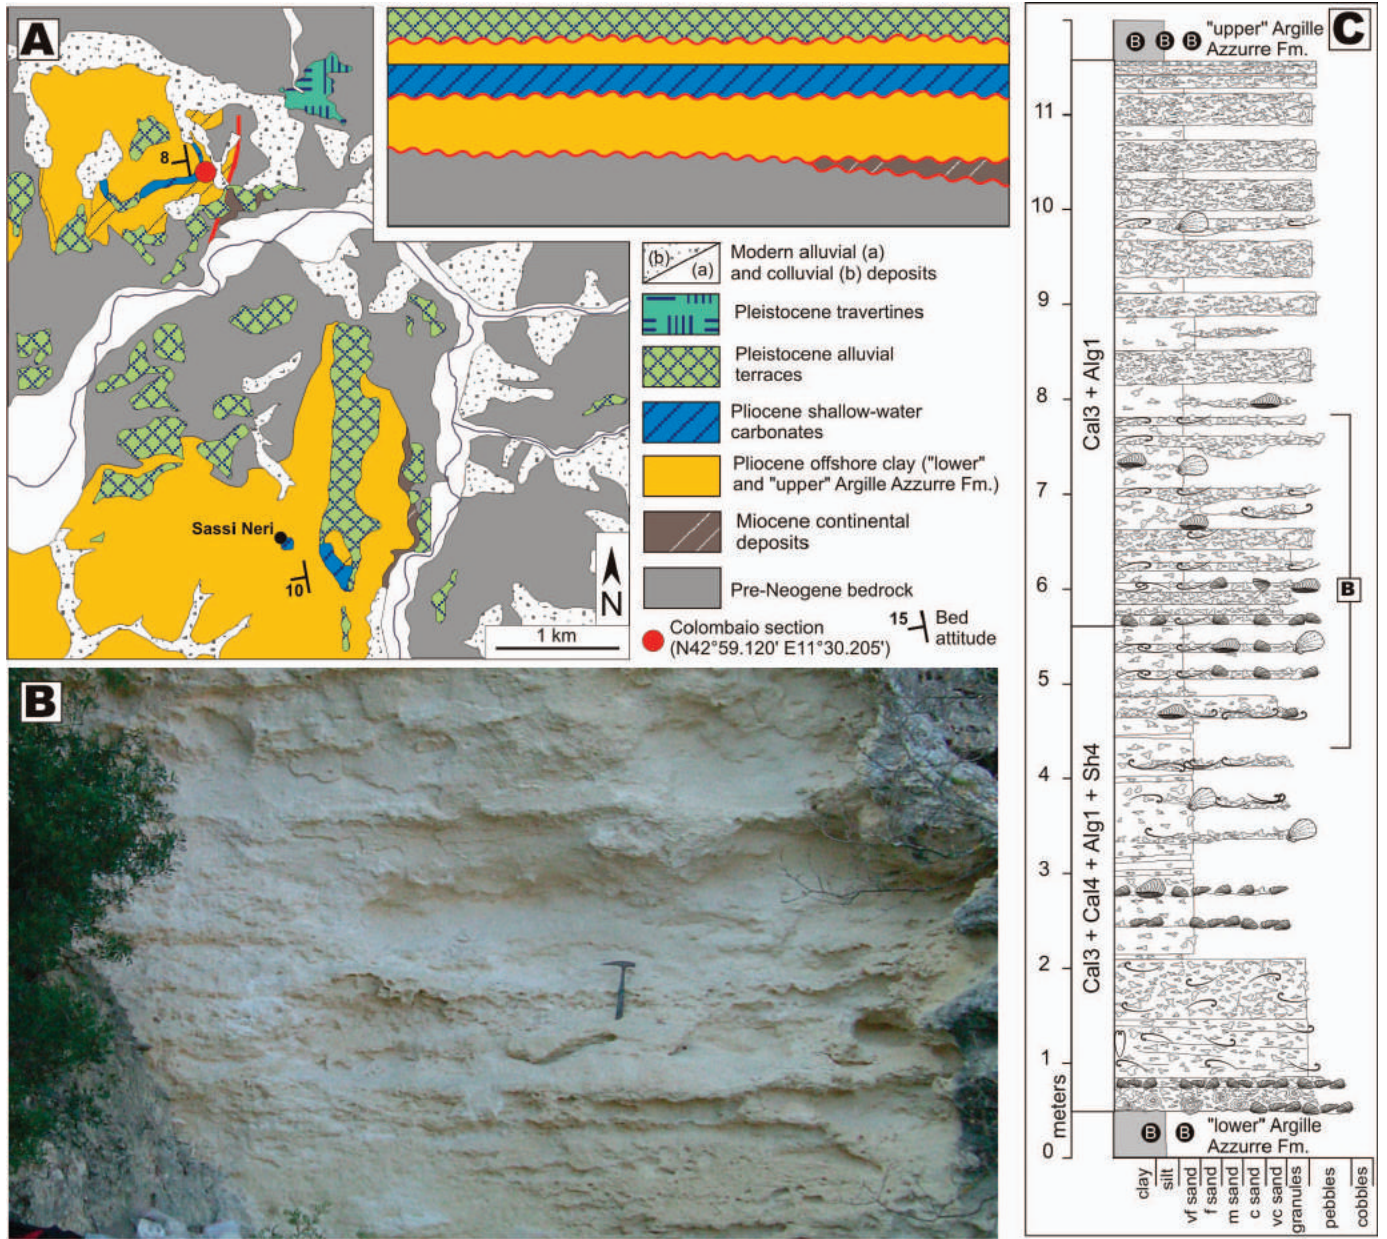 A
8
Sassi Neri
10
N
1 km
(b)
(a)
Modern alluvial (a)
and colluvial (b) deposits
Pleistocene travertines
Pleistocene alluvial
terraces
Pliocene shallow-water
carbonates
Pliocene offshore clay ("lower"
and "upper" Argille Azzurre Fm.)
Miocene continental
deposits
Pre-Neogene bedrock
Colombaio section
(N42°59.120' E11°30.205')
15
Bed
attitude
B
C
B B B
"upper" Argille
Azzurre Fm.
11
10
9
8
7
6
5
4
3
2
1
0
meters
Cal3 + Alg1
Cal3 + Cal4 + Alg1 + Sh4
B
B B
"lower" Argille
Azzurre Fm.
clay
silt
vf sand
f sand
m sand
c sand
vc sand
granules
pebbles
cobbles